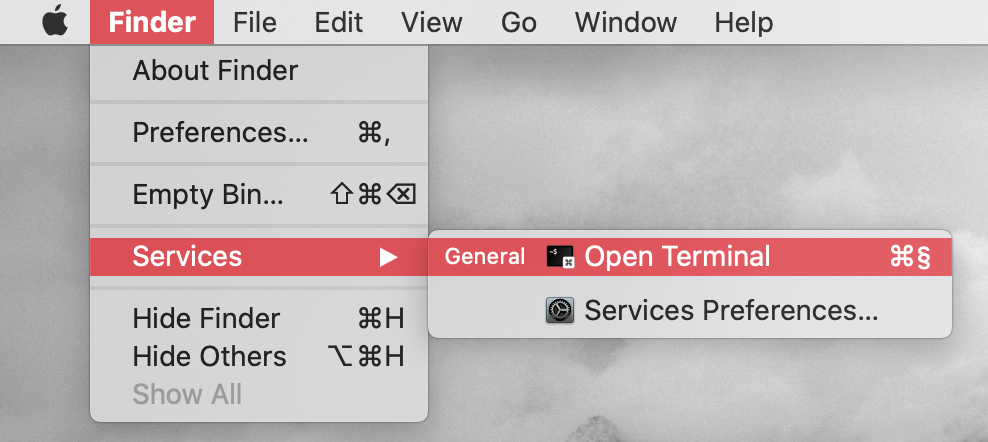 Finder File Edit View Go Window Help
About Finder
Preferences... ⌘,
Empty Bin... ⇧⌘⌫
Services ▶ General Open Terminal ⌘§
Services Preferences...
Hide Finder ⌘H
Hide Others ⌥⌘H
Show All